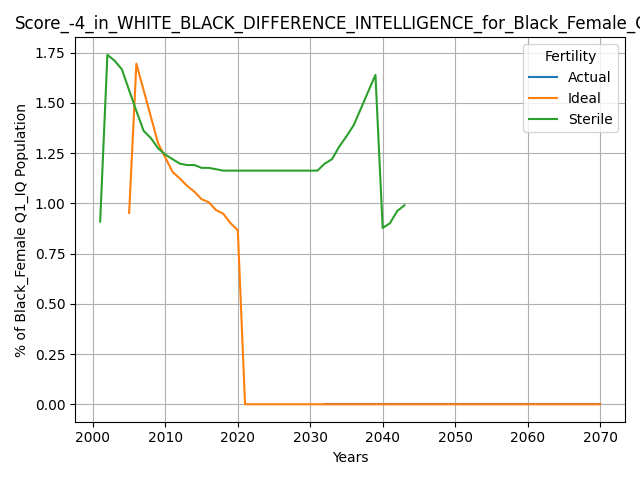 Score_-4_in_WHITE_BLACK_DIFFERENCE_INTELLIGENCE_for_Black_Female_
Fertility
Actual
Ideal
Sterile
% of Black_Female Q1_IQ Population
1.75
1.50
1.25
1.00
0.75
0.50
0.25
0.00
2000 2010 2020 2030 2040 2050 2060 2070
Years